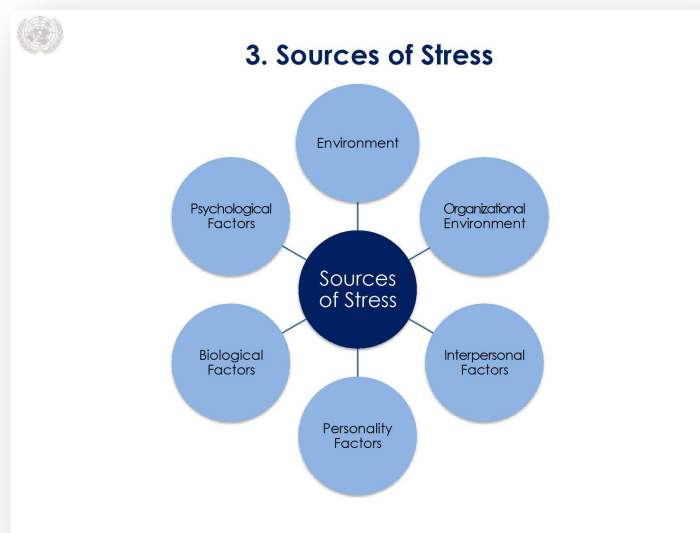 3. Sources of Stress
Environment
Organizational
Environment
Interpersonal
Factors
Personality
Factors
Biological
Factors
Psychological
Factors
Sources
of Stress